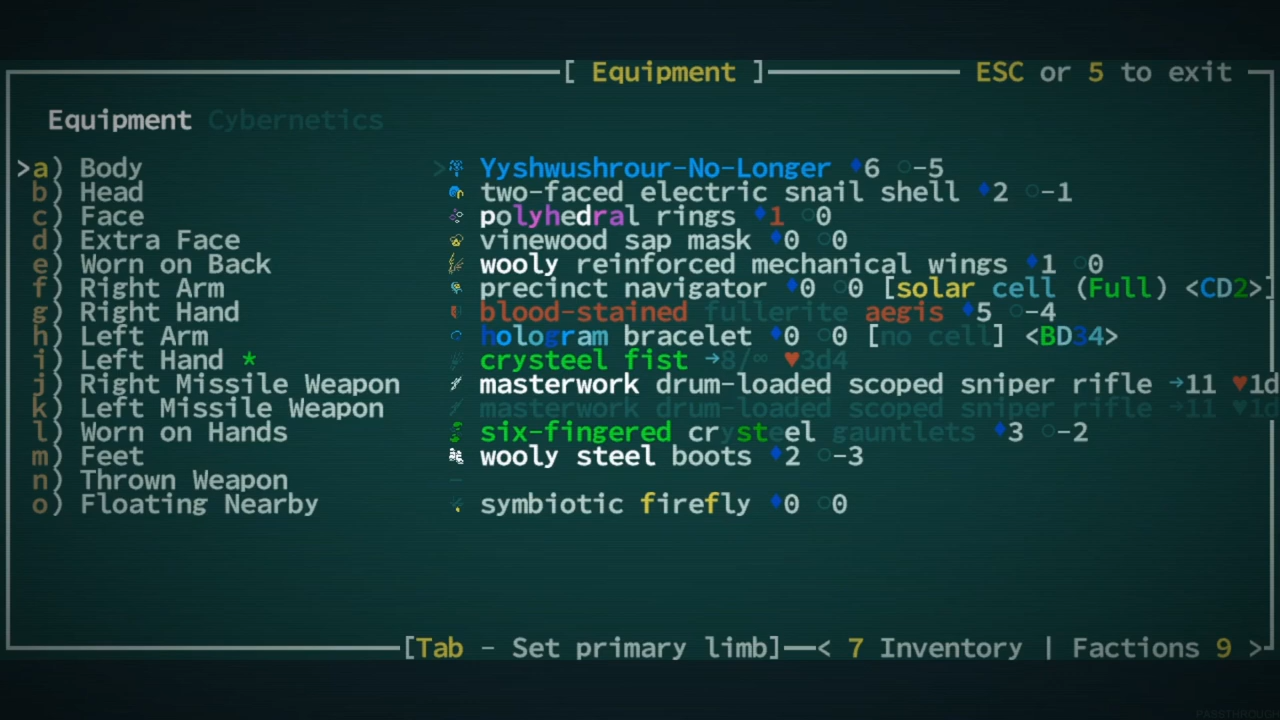 [ Equipment ] ESC or 5 to exit
Equipment Cybernetics
>a) Body > Yyshwushrour-No-Longer ♦6 ○-5
b) Head two-faced electric snail shell ♦2 ○-1
c) Face polyhedral rings ♦1 ○0
d) Extra Face vinewood sap mask ♦0 ○0
e) Worn on Back wooly reinforced mechanical wings ♦1 ○0
f) Right Arm precinct navigator ♦0 ○0 [solar cell (Full) <CD2>]
g) Right Hand blood-stained fullerite aegis ♦5 ○-4
h) Left Arm hologram bracelet ♦0 ○0 [no cell] <BD34>
i) Left Hand * crysteel fist →8/∞ ♥3d4
j) Right Missile Weapon masterwork drum-loaded scoped sniper rifle →11 ♥1d
k) Left Missile Weapon masterwork drum-loaded scoped sniper rifle →11 ♥1d
l) Worn on Hands six-fingered crysteel gauntlets ♦3 ○-2
m) Feet wooly steel boots ♦2 ○-3
n) Thrown Weapon –
o) Floating Nearby symbiotic firefly ♦0 ○0
[Tab - Set primary limb] < 7 Inventory | Factions 9 >